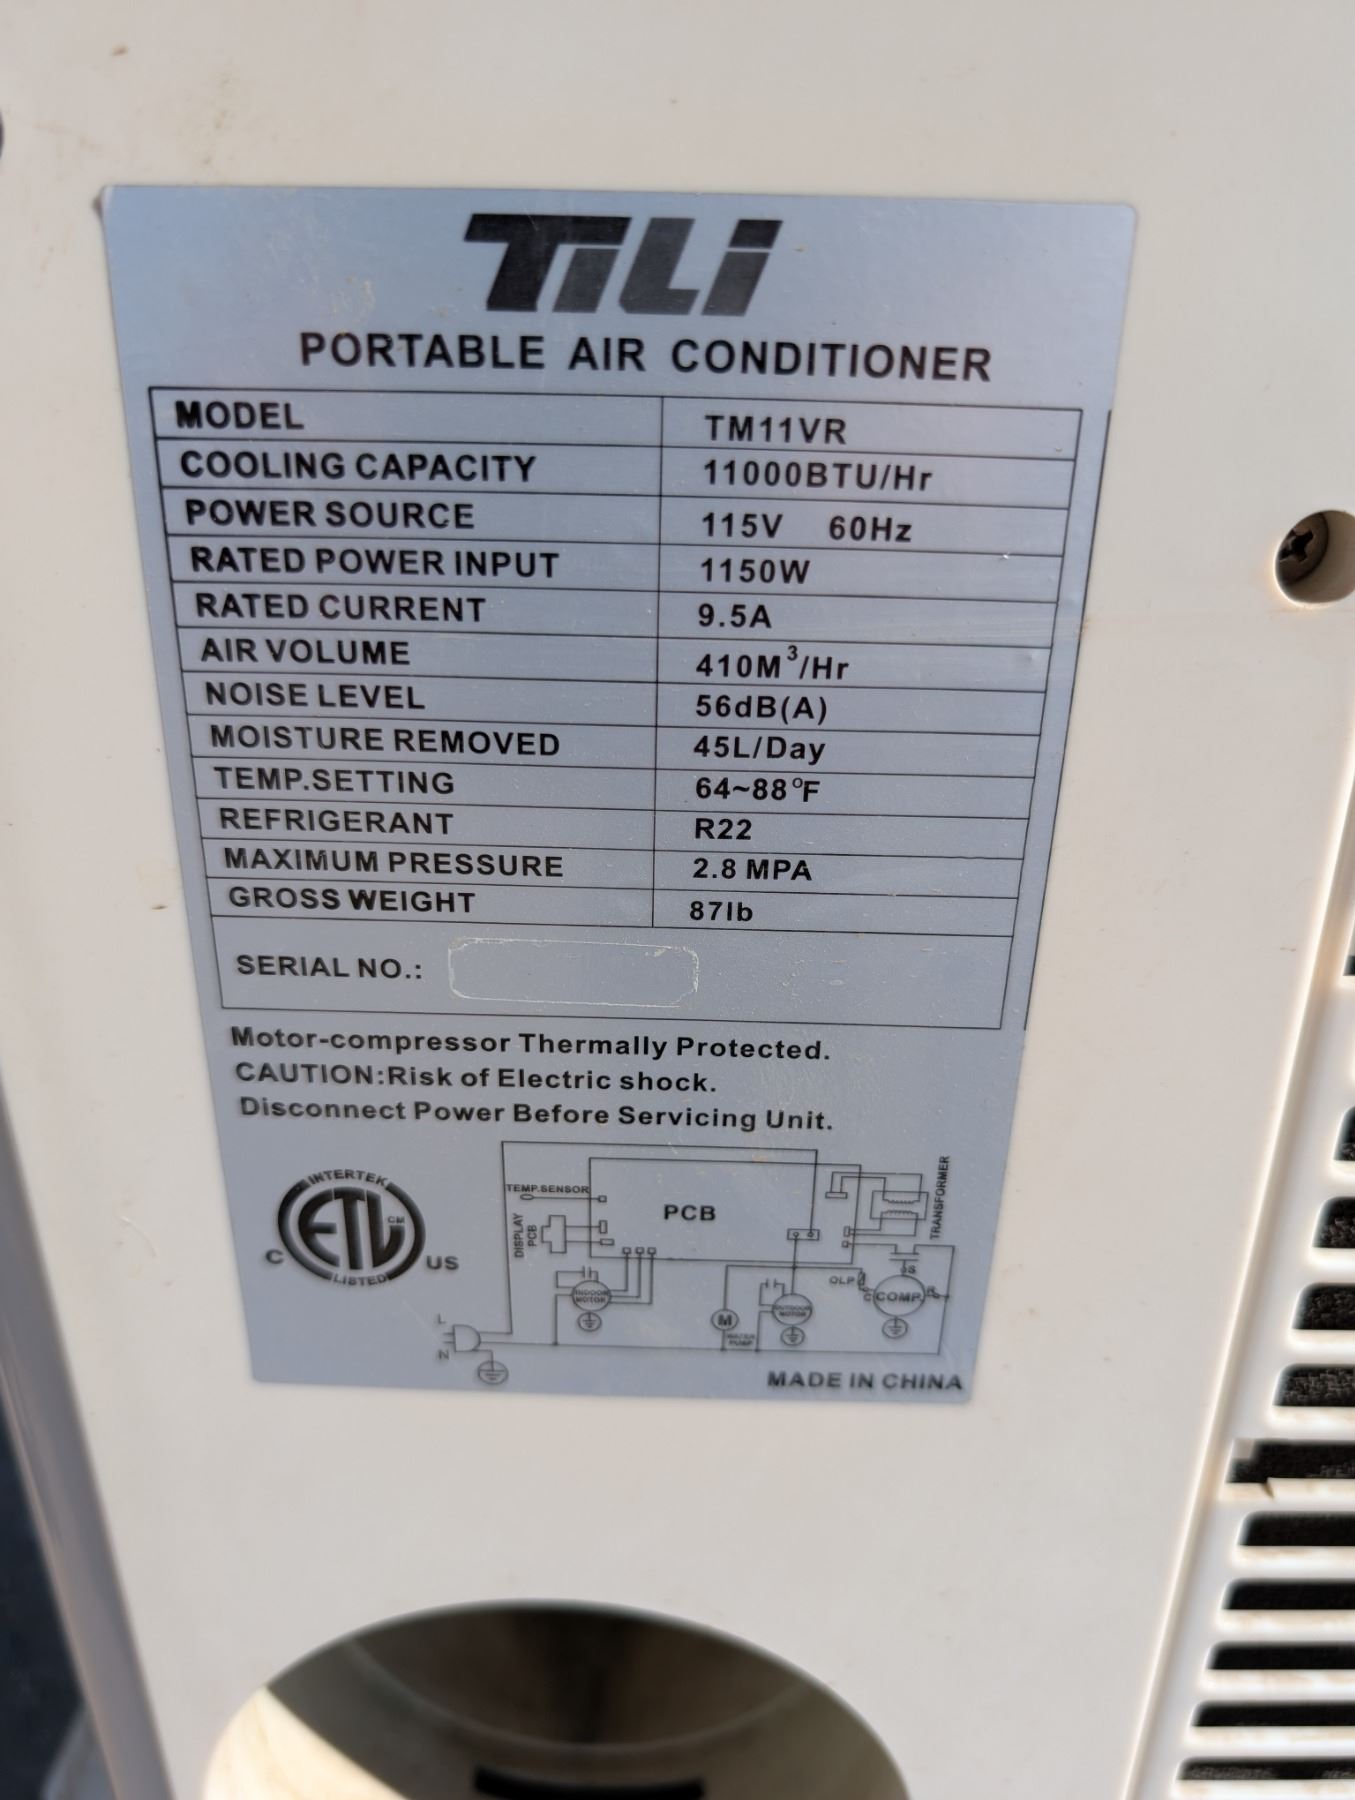 TiLi
PORTABLE AIR CONDITIONER
MODEL TM11VR
COOLING CAPACITY 11000BTU/Hr
POWER SOURCE 115V 60Hz
RATED POWER INPUT 1150W
RATED CURRENT 9.5A
AIR VOLUME 410M³/Hr
NOISE LEVEL 56dB(A)
MOISTURE REMOVED 45L/Day
TEMP.SETTING 64~88°F
REFRIGERANT R22
MAXIMUM PRESSURE 2.8 MPA
GROSS WEIGHT 87lb
SERIAL NO.:
Motor-compressor Thermally Protected.
CAUTION:Risk of Electric shock.
Disconnect Power Before Servicing Unit.
INTERTEK
ETL CM
LISTED
C US
TEMP.SENSOR
DISPLAY PCB
PCB
TRANSFORMER
INDOOR MOTOR
M
WATER PUMP
OUTDOOR MOTOR
OLP
S
C COMP. R
L
N
MADE IN CHINA